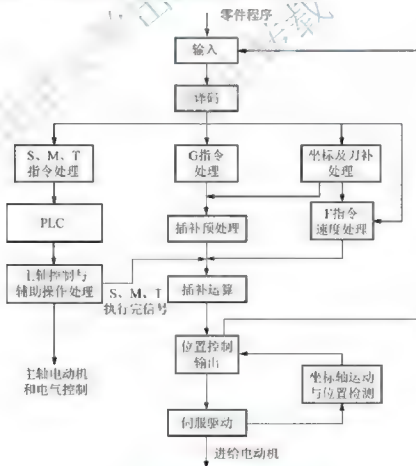 零件程序
输入
译码
S、M、T
指令处理
G指令
处理
坐标及刀补
处理
PLC
插补预处理
F指令
速度处理
主轴控制与
辅助操作处理
S、M、T
执行完信号
插补运算
位置控制
输出
坐标轴运动
与位置检测
主轴电动机
和电气控制
伺服驱动
进给电动机